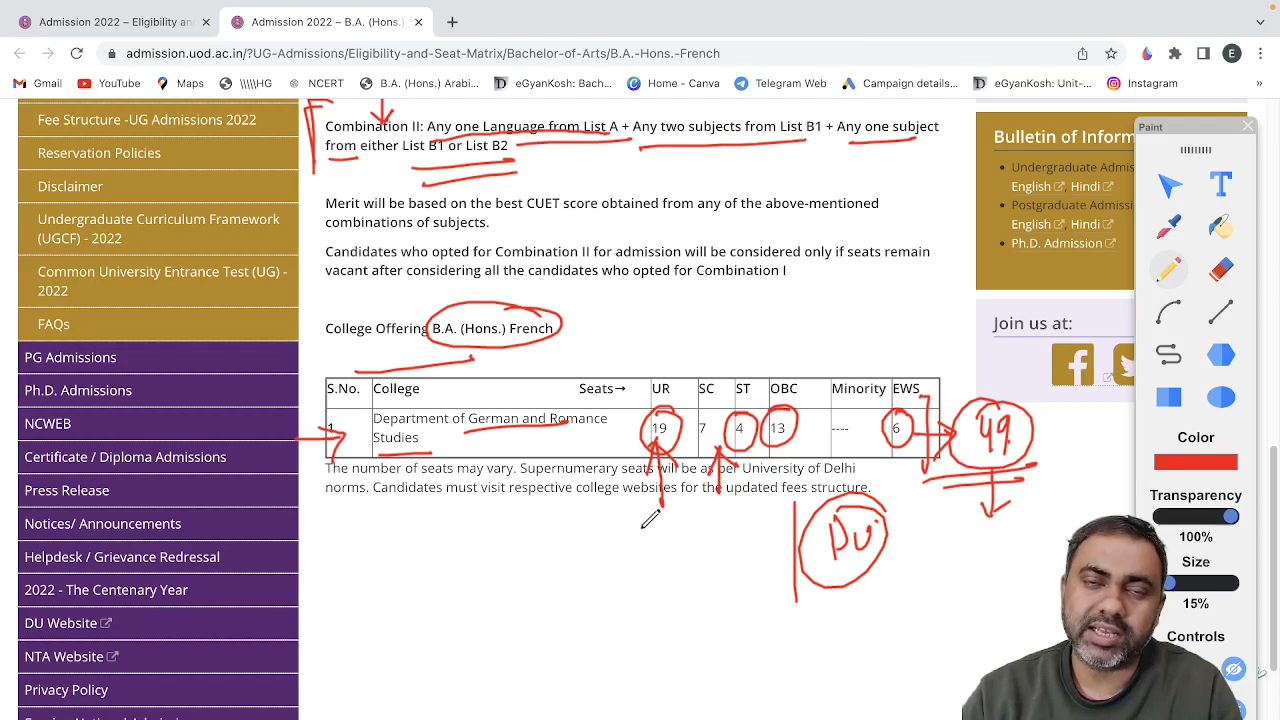 Admission 2022 – Eligibility an
Admission 2022 – B.A. (Hons.)
admission.uod.ac.in/?UG-Admissions/Eligibility-and-Seat-Matrix/Bachelor-of-Arts/B.A.-Hons.-French
E
Gmail YouTube Maps \\\\HG NCERT B.A. (Hons.) Arabi... eGyanKosh: Bachel... Home - Canva Telegram Web Campaign detail... eGyanKosh: Unit-... Instagram »
Fee Structure -UG Admissions 2022
Reservation Policies
Disclaimer
Undergraduate Curriculum Framework
(UGCF) - 2022
Common University Entrance Test (UG) -
2022
FAQs
PG Admissions
Ph.D. Admissions
NCWEB
Certificate / Diploma Admissions
Press Release
Notices/ Announcements
Helpdesk / Grievance Redressal
2022 - The Centenary Year
DU Website
NTA Website
Privacy Policy
Combination II: Any one Language from List A + Any two subjects from List B1 + Any one subject
from either List B1 or List B2
Merit will be based on the best CUET score obtained from any of the above-mentioned
combinations of subjects.
Candidates who opted for Combination II for admission will be considered only if seats remain
vacant after considering all the candidates who opted for Combination I
College Offering B.A. (Hons.) French
S.No. College Seats→ UR SC ST OBC Minority EWS
1 Department of German and Romance Studies 19 7 4 13 ---- 6
49
The number of seats may vary. Supernumerary seats will be as per University of Delhi
norms. Candidates must visit respective college websites for the updated fees structure.
DU
Bulletin of Inform
Undergraduate Admis
English , Hindi
Postgraduate Admissi
English , Hindi
Ph.D. Admission
Join us at:
Paint
T
Color
Transparency
100%
Size
15%
Controls